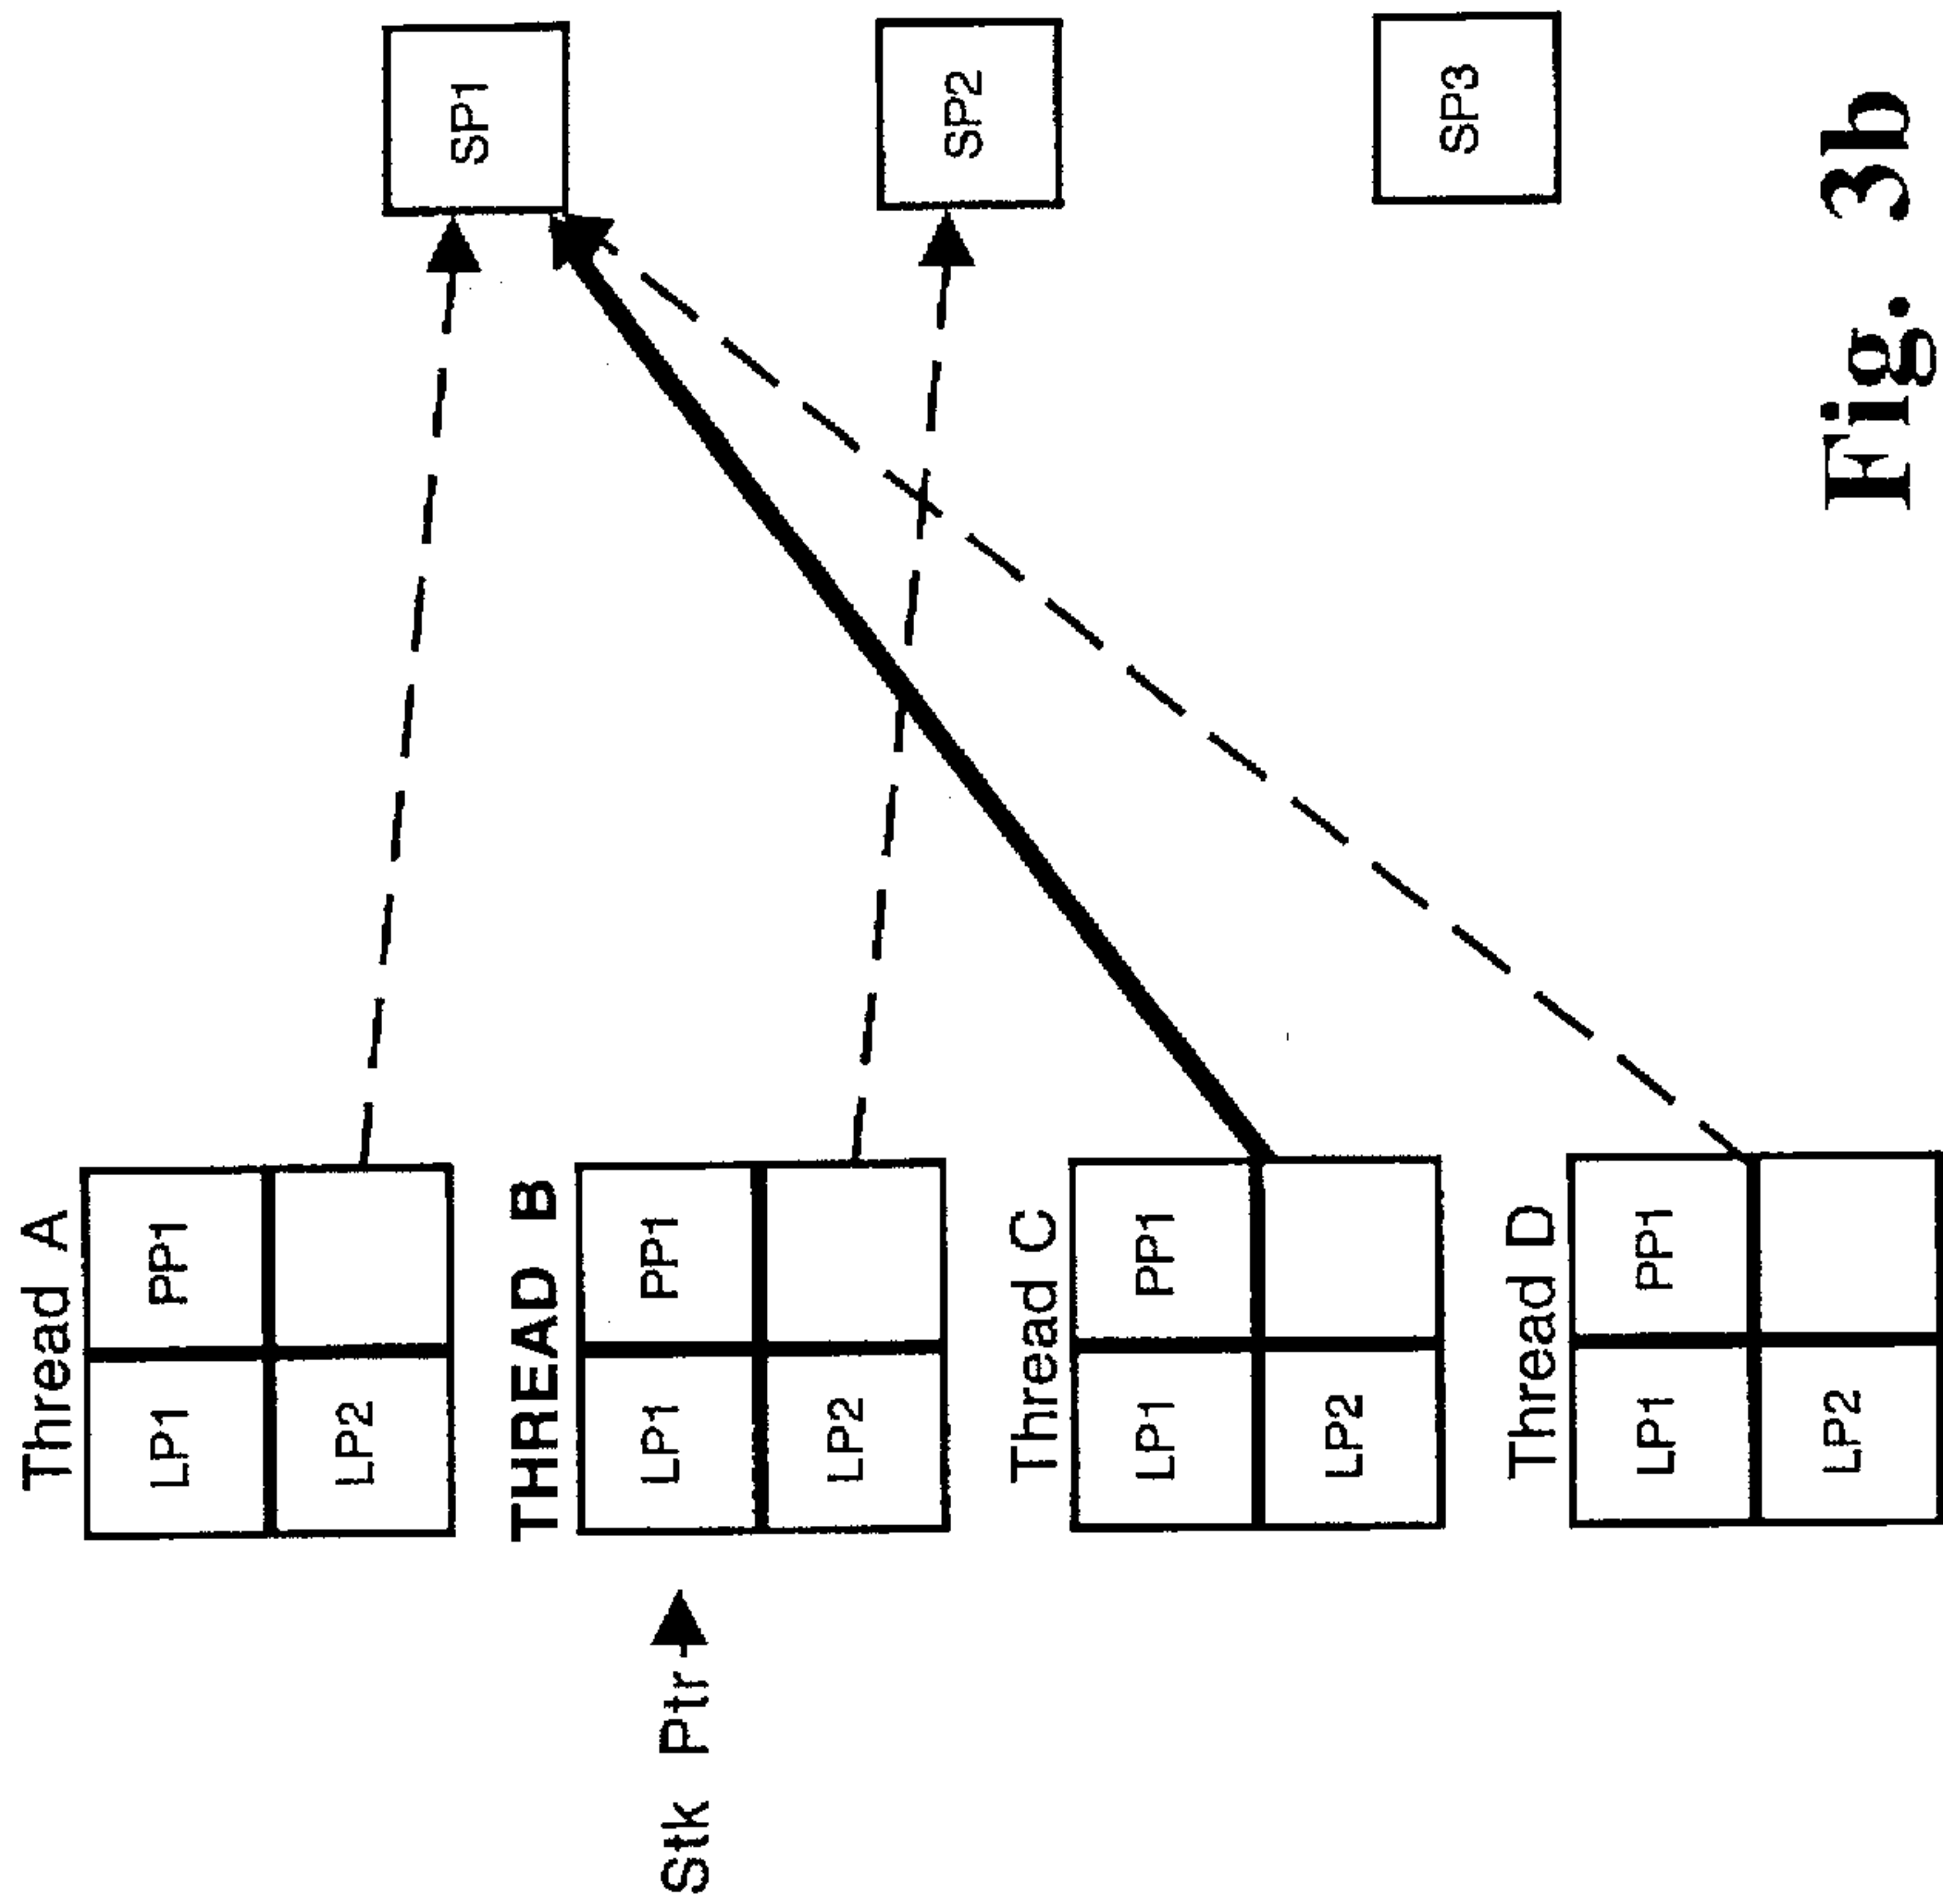 Thread A
LP1 PP1
LP2
SP1
THREAD B
Stk Ptr
LP1 PP1
LP2
SP2
Thread C
LP1 PP1
LP2
SP3
Thread D
LP1 PP1
LP2
Fig. 3b